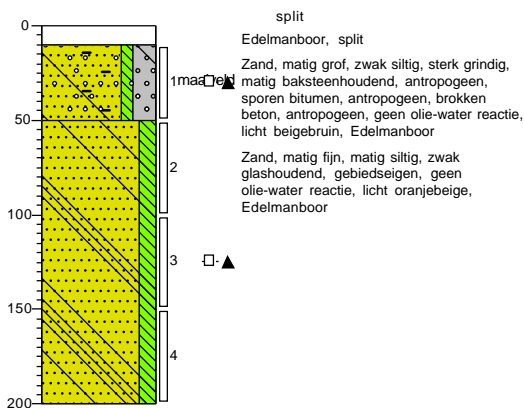 split
0
Edelmanboor, split
Zand, matig grof, zwak siltig, sterk grindig,
matig baksteenhoudend, antropogeen,
sporen bitumen, antropogeen, brokken
beton, antropogeen, geen olie-water reactie,
licht beigebruin, Edelmanboor
1
maaiveld
50
Zand, matig fijn, matig siltig, zwak
glashoudend, gebiedseigen, geen
olie-water reactie, licht oranjebeige,
Edelmanboor
2
100
3
150
4
200